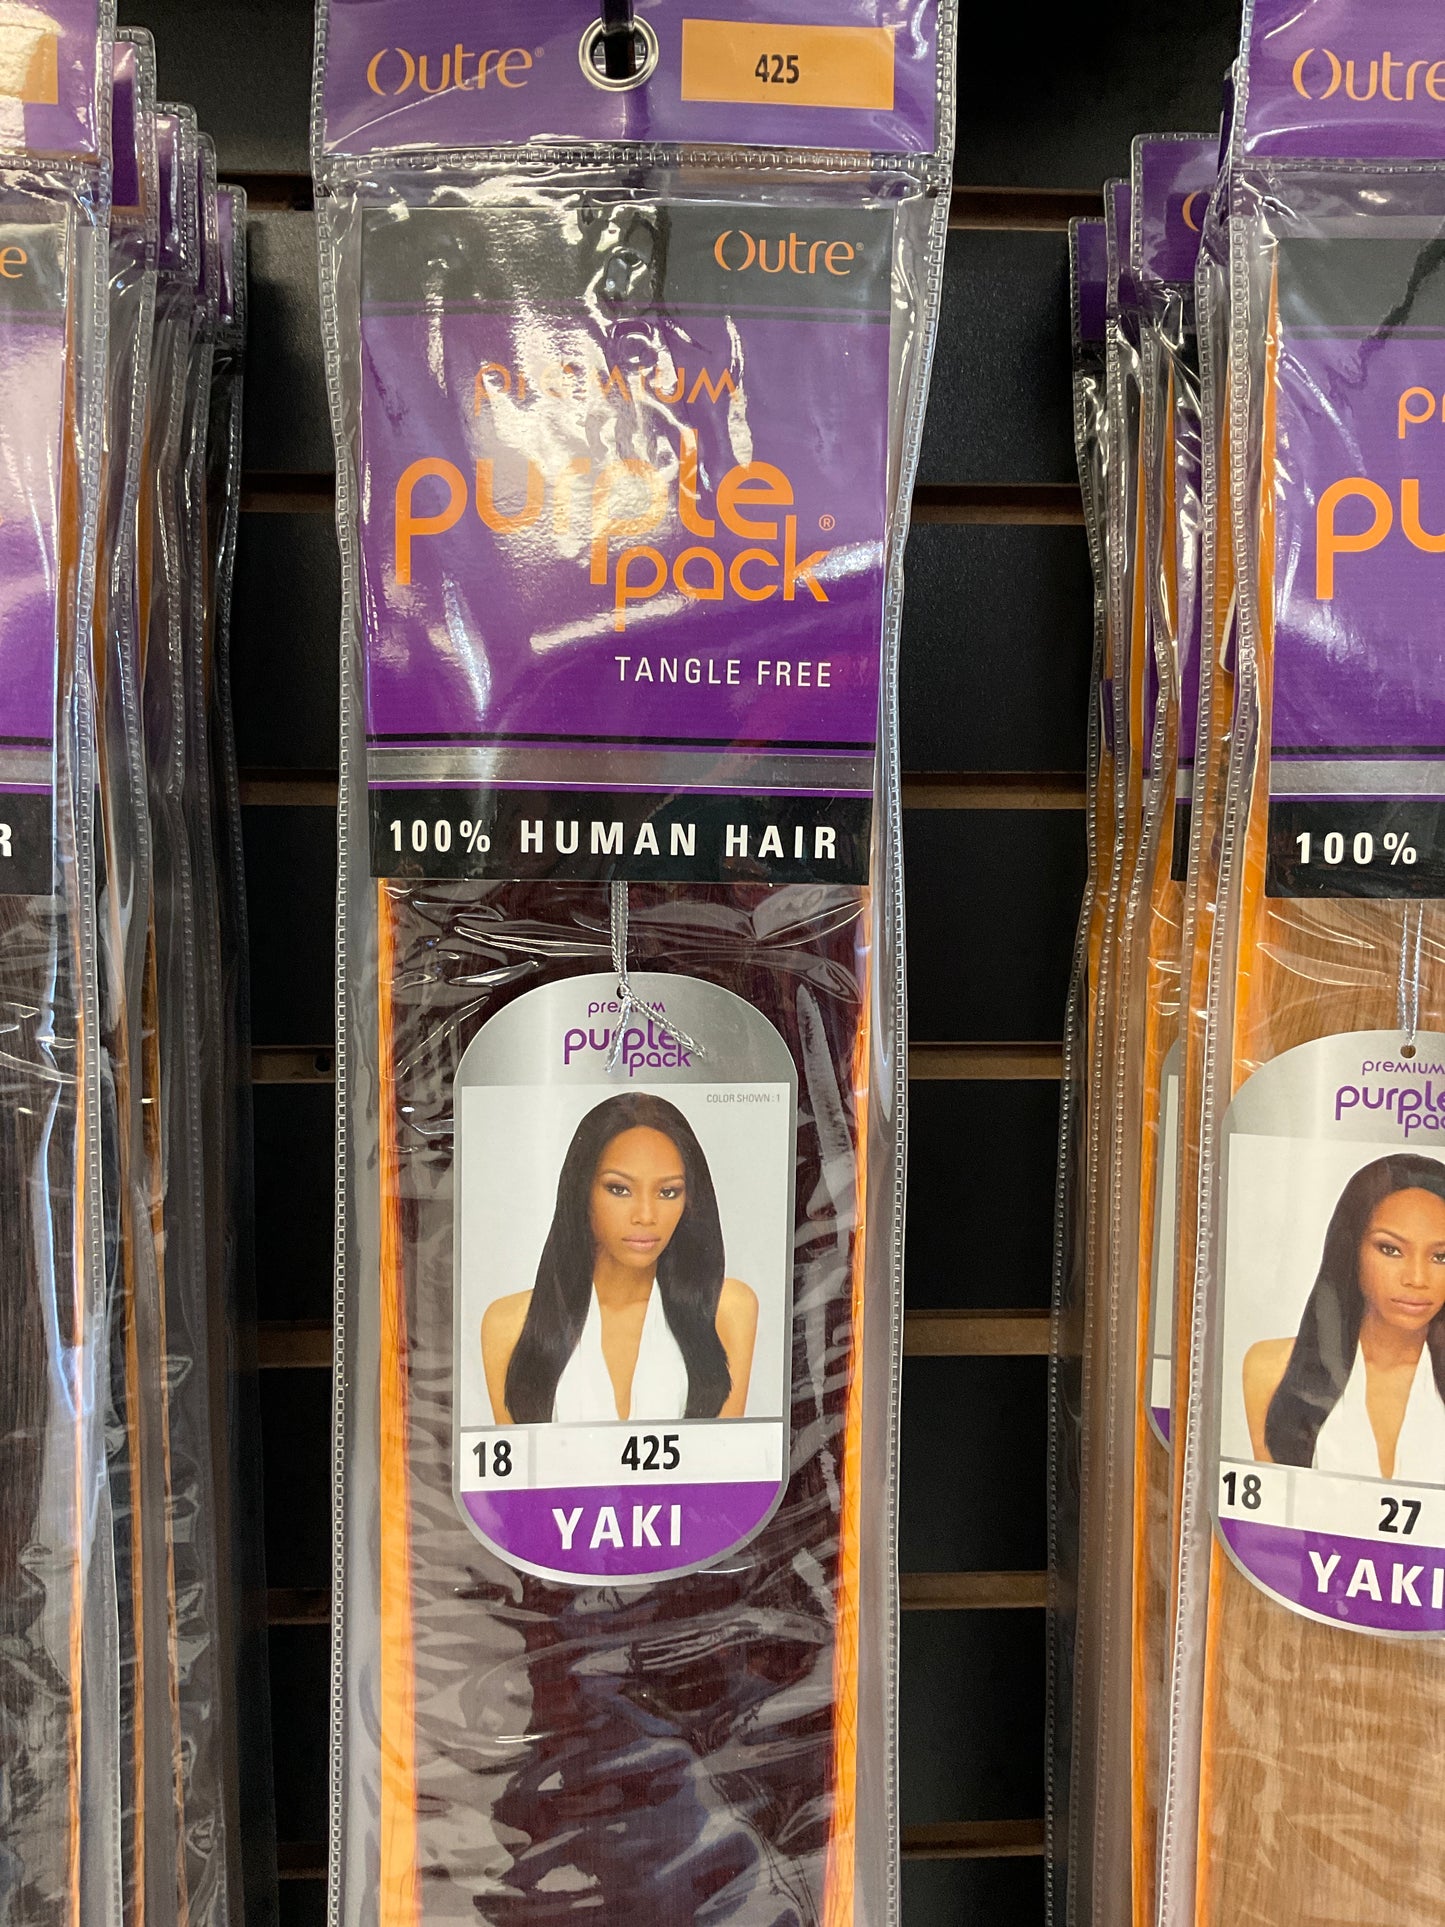 Outre®
425
Outre®
premium
purple
pack®
TANGLE FREE
100% HUMAN HAIR
premium
purple
pack
COLOR SHOWN : 1
18 425
YAKI
Outre
100%
premium
purple
18 27
YAKI